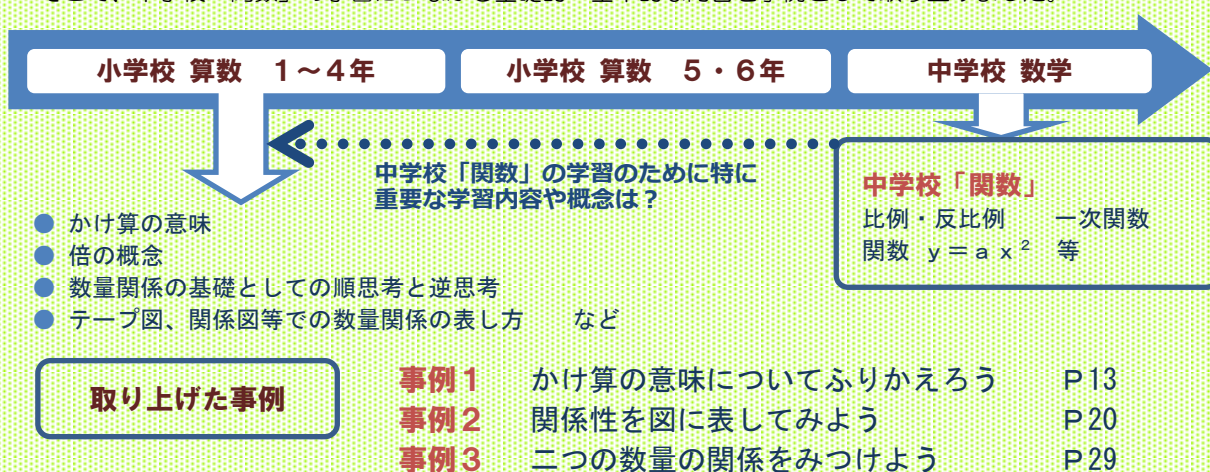 小学校 算数 1～4年
小学校 算数 5・6年
中学校 数学
中学校「関数」の学習のために特に
重要な学習内容や概念は？
中学校「関数」
比例・反比例 一次関数
関数 y＝ax² 等
● かけ算の意味
● 倍の概念
● 数量関係の基礎としての順思考と逆思考
● テープ図、関係図等での数量関係の表し方 など
取り上げた事例
事例1 かけ算の意味についてふりかえろう P13
事例2 関係性を図に表してみよう P20
事例3 二つの数量の関係をみつけよう P29